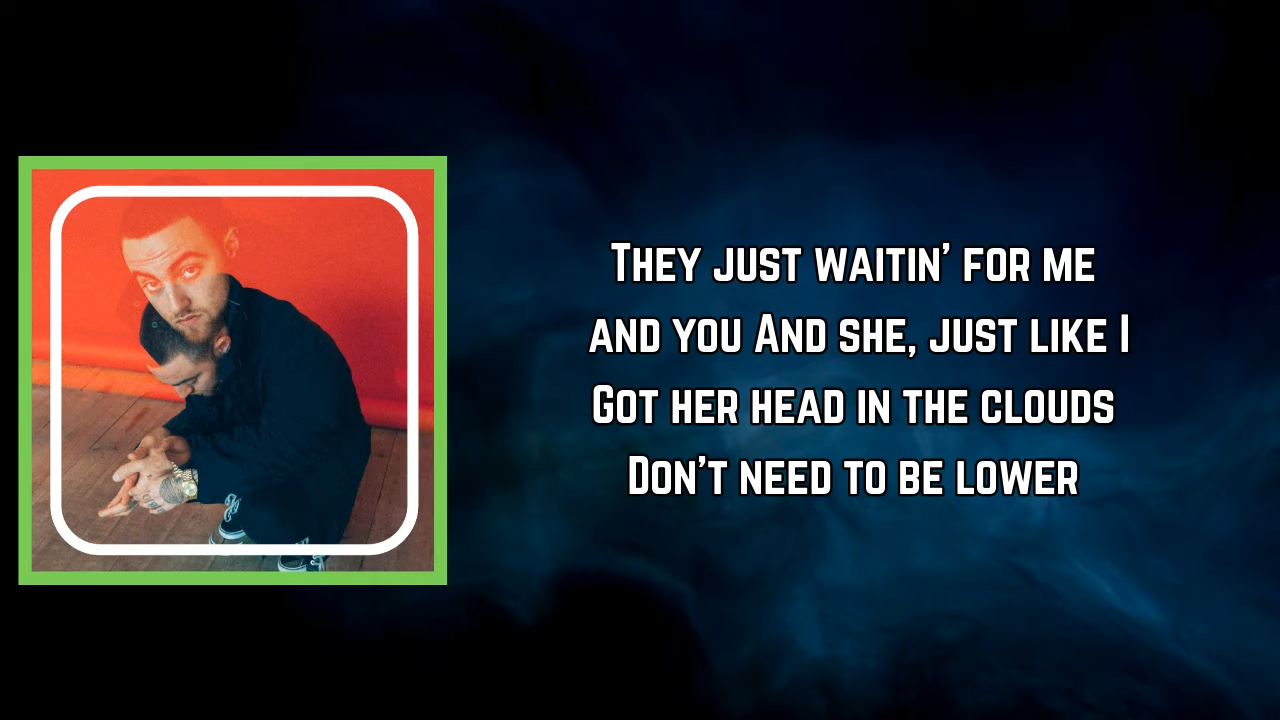 They just waitin’ for me
and you And she, just like I
Got her head in the clouds
Don’t need to be lower